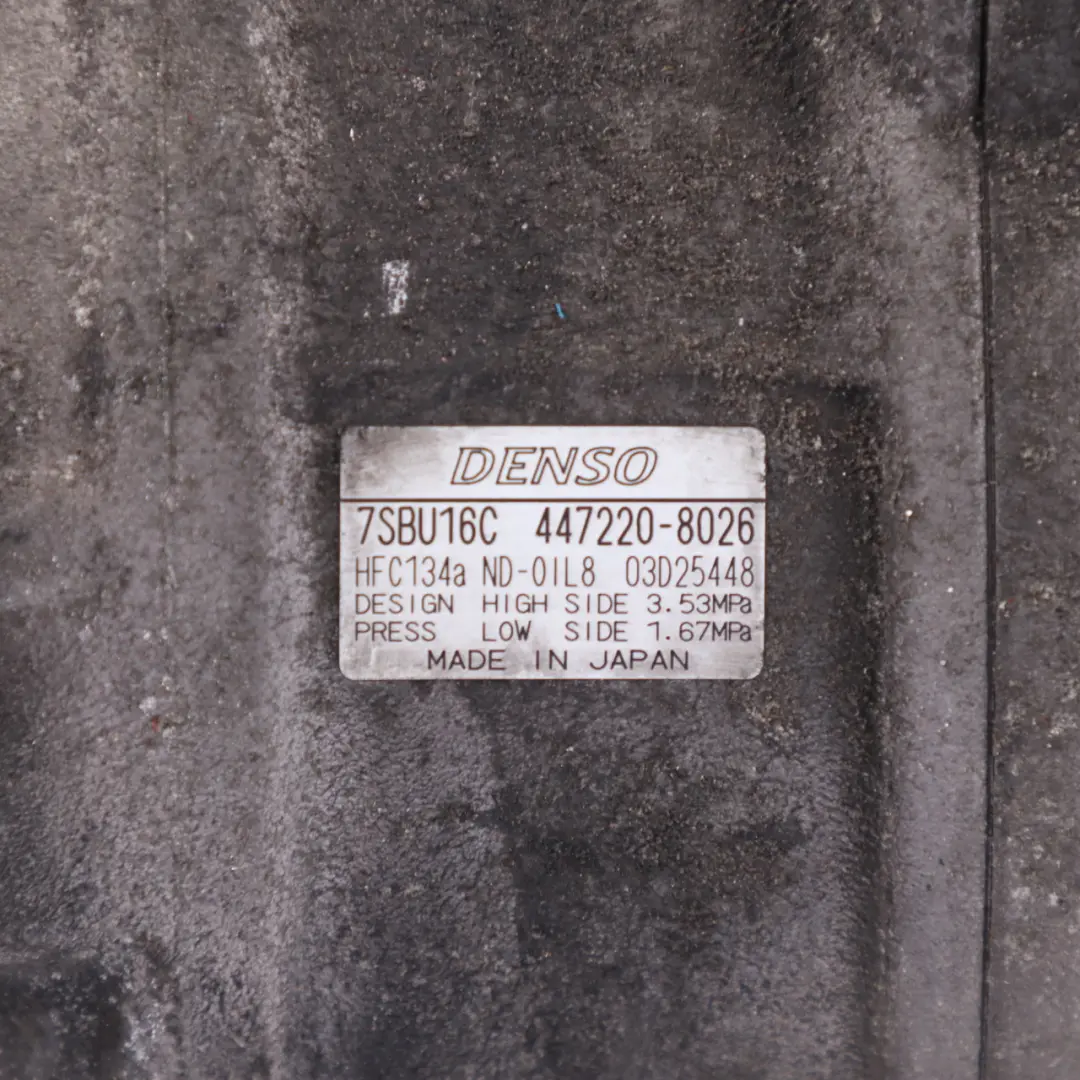 DENSO
7SBU16C 447220-8026
HFC134a ND-OIL8 03D25448
DESIGN HIGH SIDE 3.53MPa
PRESS LOW SIDE 1.67MPa
MADE IN JAPAN